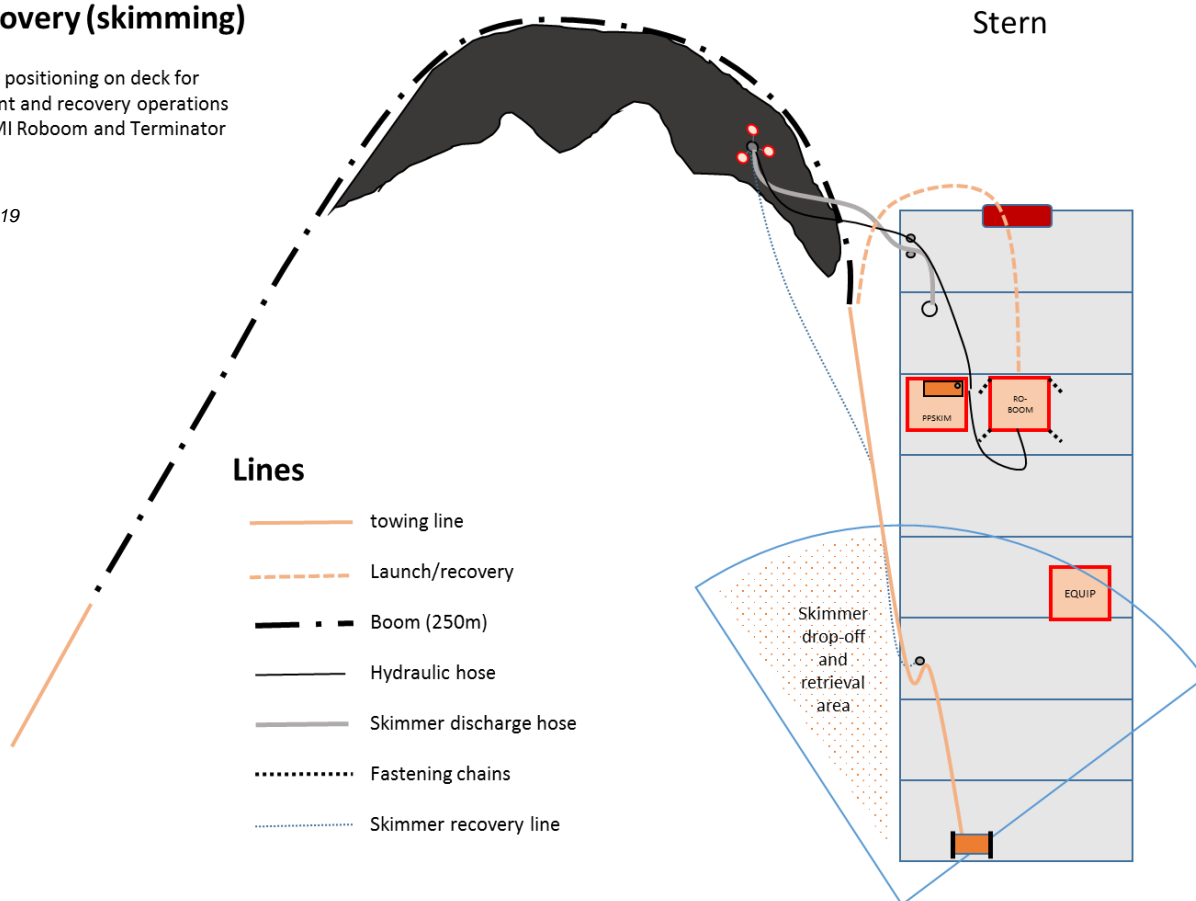 overy (skimming)
Stern
positioning on deck for
nt and recovery operations
MI Roboom and Terminator
19
PPSKIM
RO-
BOOM
Lines
towing line
Launch/recovery
Boom (250m)
Hydraulic hose
Skimmer discharge hose
Fastening chains
Skimmer recovery line
EQUIP
Skimmer
drop-off
and
retrieval
area